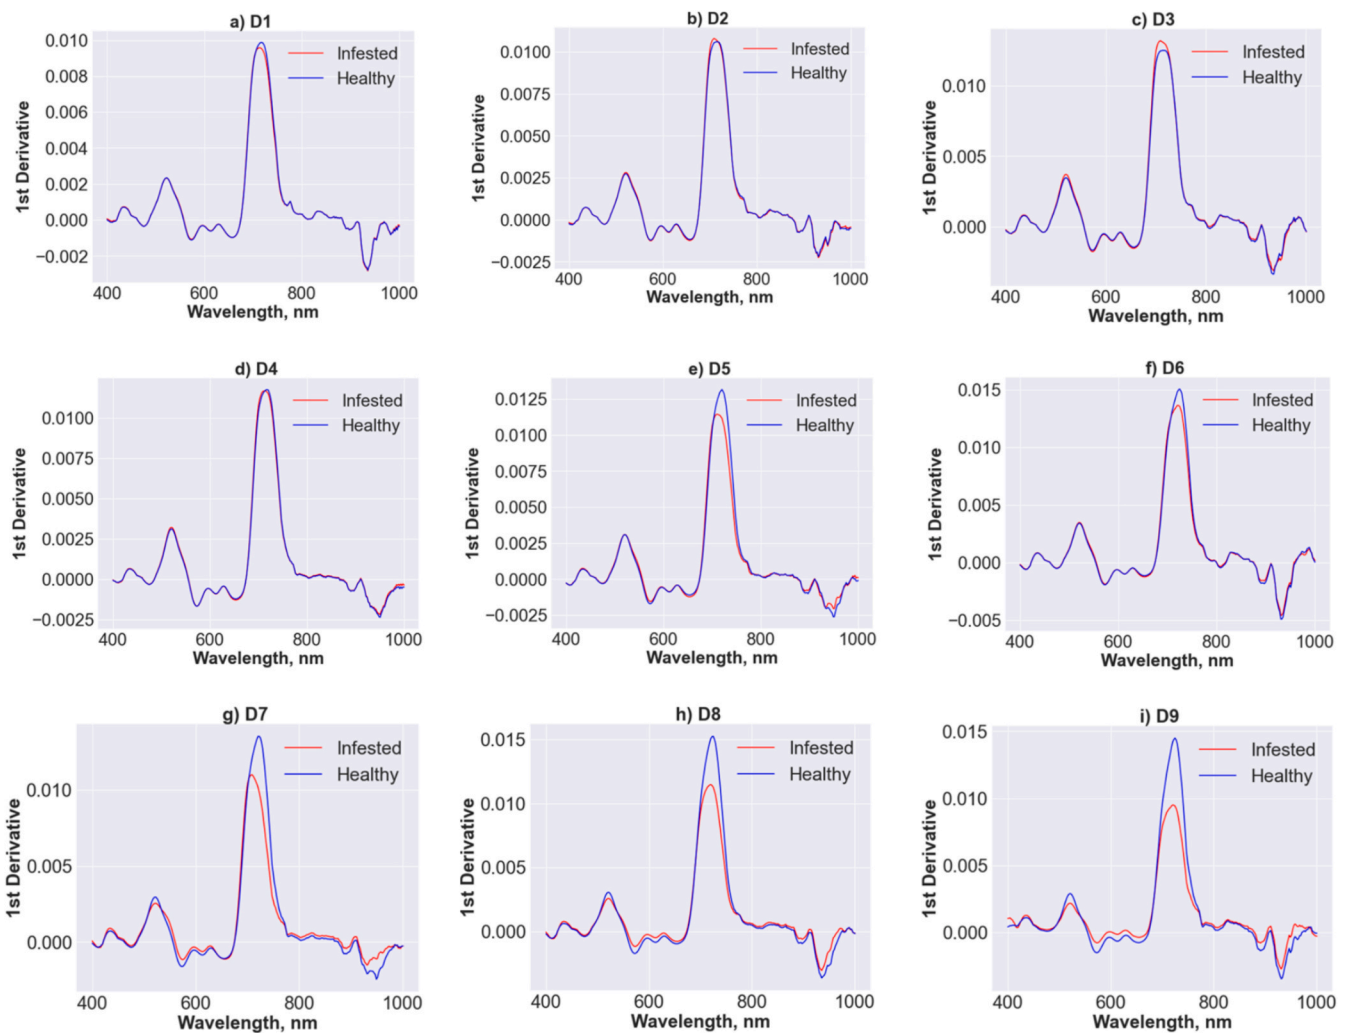 a) D1
0.010
0.008
0.006
0.004
0.002
0.000
−0.002
1st Derivative
Infested
Healthy
400 600 800 1000
Wavelength, nm
b) D2
0.0100
0.0075
0.0050
0.0025
0.000
−0.0025
1st Derivative
Infested
Healthy
400 600 800 1000
Wavelength, nm
c) D3
0.010
0.005
0.000
1st Derivative
Infested
Healthy
400 600 800 1000
Wavelength, nm
d) D4
0.0100
0.0075
0.0050
0.0025
0.0000
−0.0025
1st Derivative
Infested
Healthy
400 600 800 1000
Wavelength, nm
e) D5
0.0125
0.0100
0.0075
0.0050
0.0025
0.0000
−0.0025
1st Derivative
Infested
Healthy
400 600 800 1000
Wavelength, nm
f) D6
0.015
0.010
0.005
0.000
−0.005
1st Derivative
Infested
Healthy
400 600 800 1000
Wavelength, nm
g) D7
0.010
0.005
0.000
1st Derivative
Infested
Healthy
400 600 800 1000
Wavelength, nm
h) D8
0.015
0.010
0.005
0.000
1st Derivative
Infested
Healthy
400 600 800 1000
Wavelength, nm
i) D9
0.015
0.010
0.005
0.000
1st Derivative
Infested
Healthy
400 600 800 1000
Wavelength, nm